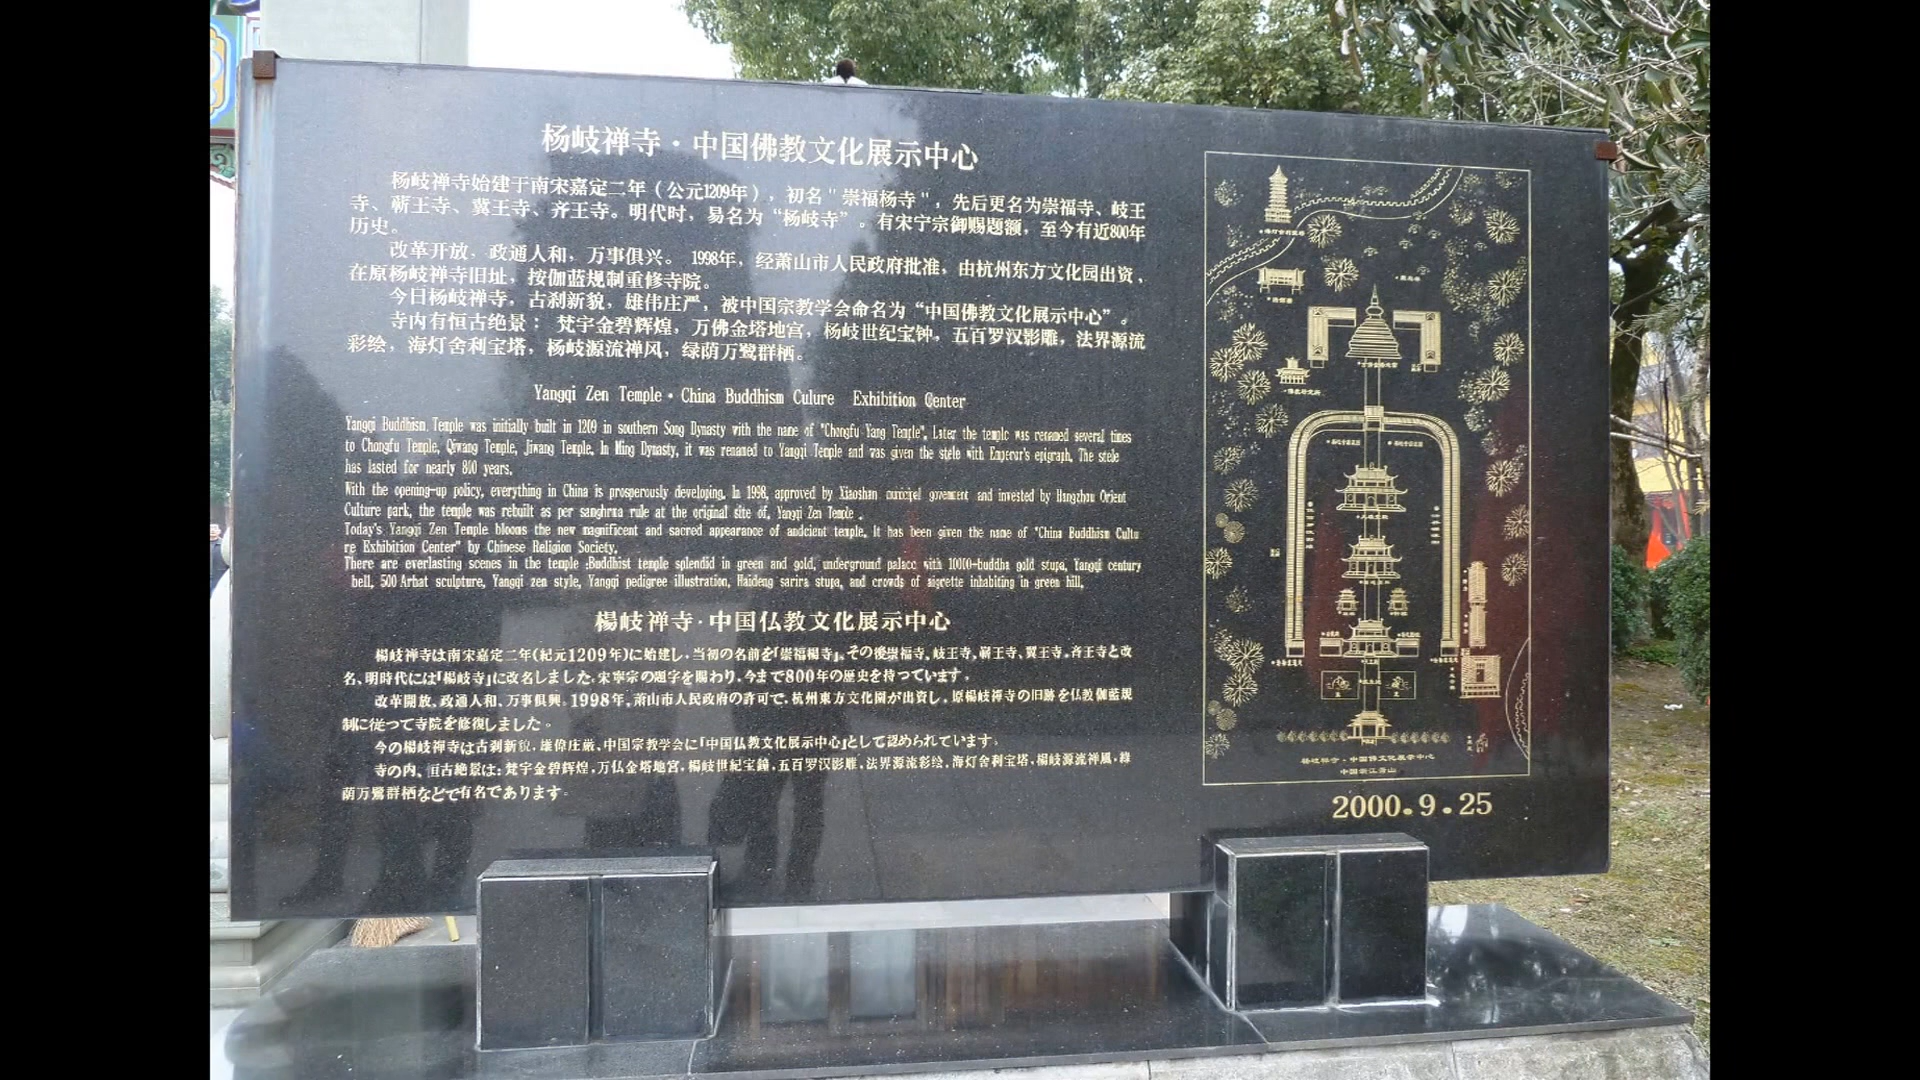 杨岐禅寺·中国佛教文化展示中心
杨岐禅寺始建于南宋嘉定二年（公元1209年），初名"崇福杨寺"，先后更名为崇福寺、岐王
寺、蕲王寺、冀王寺、齐王寺。明代时，易名为“杨岐寺”。有宋宁宗御赐题额，至今有近800年
历史。
改革开放，政通人和，万事俱兴。1998年，经萧山市人民政府批准，由杭州东方文化园出资，
在原杨岐禅寺旧址，按伽蓝规制重修寺院。
今日杨岐禅寺，古刹新貌，雄伟庄严，被中国宗教学会命名为“中国佛教文化展示中心”。
寺内有恒古绝景：梵宇金碧辉煌，万佛金塔地宫，杨岐世纪宝钟，五百罗汉影雕，法界源流
彩绘，海灯舍利宝塔，杨岐源流禅风，绿荫万鹭群栖。
Yangqi Zen Temple·China Buddhism Culure Exhibition Center
Yangqi Buddhism. Temple was initially built in 1209 in southern Song Dynasty with the name of "Chongfu Yang Temple". Later the temple was renamed several times
to Chongfu Temple, Qiwang Temple, Jiwang Temple. In Ming Dynasty, it was renamed to Yangqi Temple and was given the stele with Emperor's epigraph. The stele
has lasted for nearly 800 years.
With the opening-up policy, everything in China is prosperously developing. In 1998, approved by Xiaoshan municipel govement and invested by Hangzhou Orient
Culture park, the temple was rebuilt as per sanghrma rule at the original site of. Yangqi Zen Temple.
Today's Yangqi Zen Temple blooms the new magnificent and sacred appearance of andcient temple. It has been given the name of "China Buddhism Cultu
re Exhibition Center" by Chinese Religion Society.
There are everlasting scenes in the temple :Buddhist temple splendid in green and gold, underground palace with 10000-buddha gold stupa, Yangqi century
bell, 500 Arhat sculpture, Yangqi zen style, Yangqi pedigree illustration, Haideng sarira stupa, and crowds of aigrette inhabiting in green hill.
楊岐禅寺·中国仏教文化展示中心
楊岐禅寺は南宋嘉定二年(紀元1209年)に始建し、当初の名前を「崇福楊寺」。その後崇福寺、岐王寺、蕲王寺、翼王寺、斉王寺と改
名、明時代には「楊岐寺」に改名しました。宋寧宗の題字を賜わり、今まで800年の歴史を持つています。
改革開放、政通人和、万事俱興。1998年、萧山市人民政府の許可で、杭州東方文化園が出資し、原楊岐禅寺の旧跡を仏教伽藍規
制に従つて寺院を修復しました。
今の楊岐禅寺は古刹新貌、雄偉庄厳、中国宗教学会に「中国仏教文化展示中心」として認められています。
寺の内、恒古絶景は：梵宇金碧辉煌，万仏金塔地宮，楊岐世紀宝鐘，五百罗汉影雕，法界源流彩绘，海灯舍利宝塔，楊岐源流禅風，緑
荫万鷺群栖などで有名であります。
杨岐禅寺·中国佛教文化展示中心
中国浙江萧山
2000.9.25